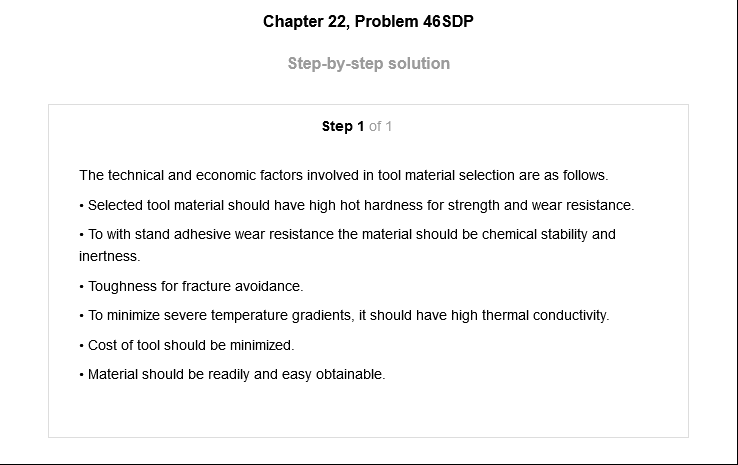 Chapter 22, Problem 46SDP
Step-by-step solution
Step 1 of 1
The technical and economic factors involved in tool material selection are as follows.
• Selected tool material should have high hot hardness for strength and wear resistance.
• To with stand adhesive wear resistance the material should be chemical stability and
inertness.
• Toughness for fracture avoidance.
• To minimize severe temperature gradients, it should have high thermal conductivity.
• Cost of tool should be minimized.
• Material should be readily and easy obtainable.